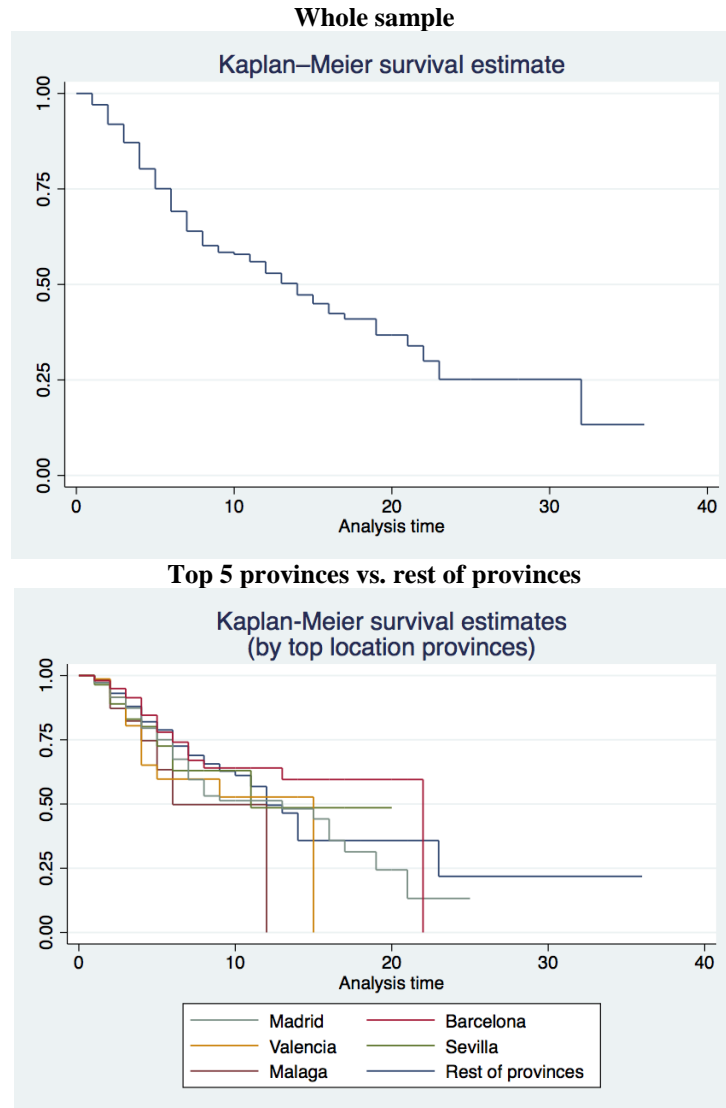 Whole sample
Kaplan–Meier survival estimate
1.00
0.75
0.50
0.25
0.00
0 10 20 30 40
Analysis time
Top 5 provinces vs. rest of provinces
Kaplan-Meier survival estimates
(by top location provinces)
1.00
0.75
0.50
0.25
0.00
0 10 20 30 40
Analysis time
Madrid Barcelona
Valencia Sevilla
Malaga Rest of provinces